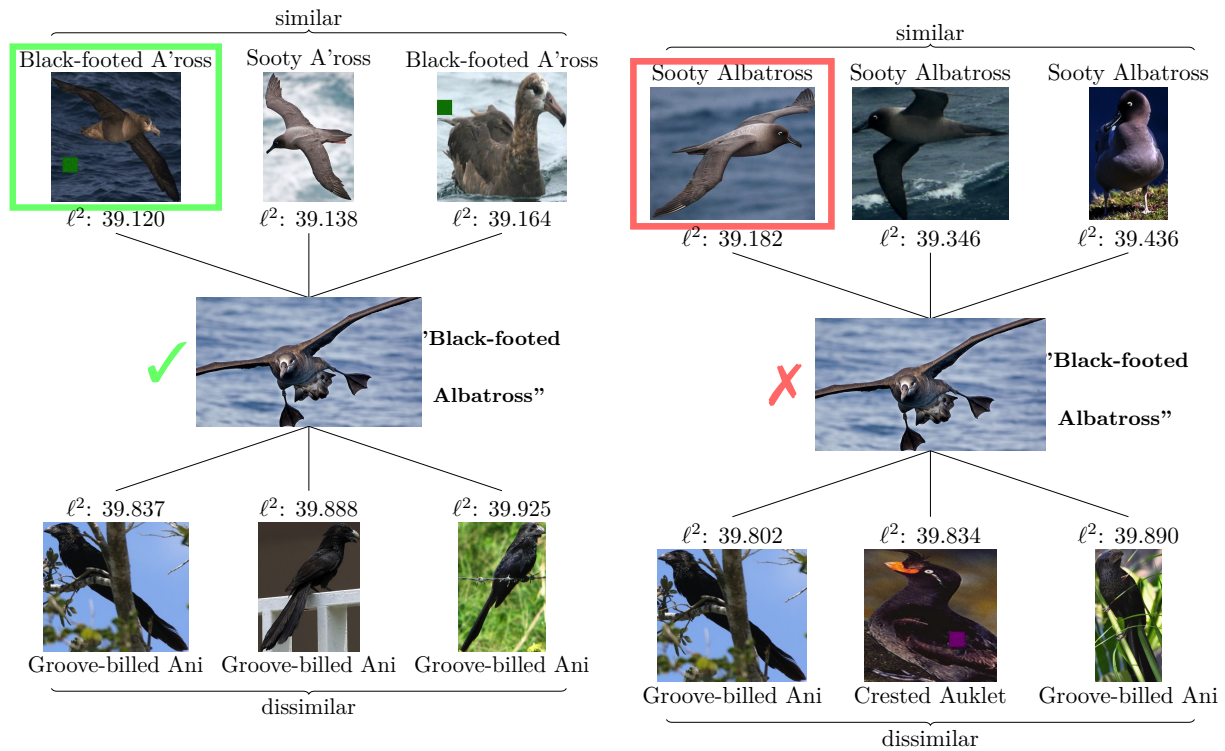 similar
Black-footed A'ross
Sooty A'ross
Black-footed A'ross
ℓ²: 39.120
ℓ²: 39.138
ℓ²: 39.164
✓
'Black-footed
Albatross"
ℓ²: 39.837
ℓ²: 39.888
ℓ²: 39.925
Groove-billed Ani
Groove-billed Ani
Groove-billed Ani
dissimilar
similar
Sooty Albatross
Sooty Albatross
Sooty Albatross
ℓ²: 39.182
ℓ²: 39.346
ℓ²: 39.436
✗
'Black-footed
Albatross"
ℓ²: 39.802
ℓ²: 39.834
ℓ²: 39.890
Groove-billed Ani
Crested Auklet
Groove-billed Ani
dissimilar